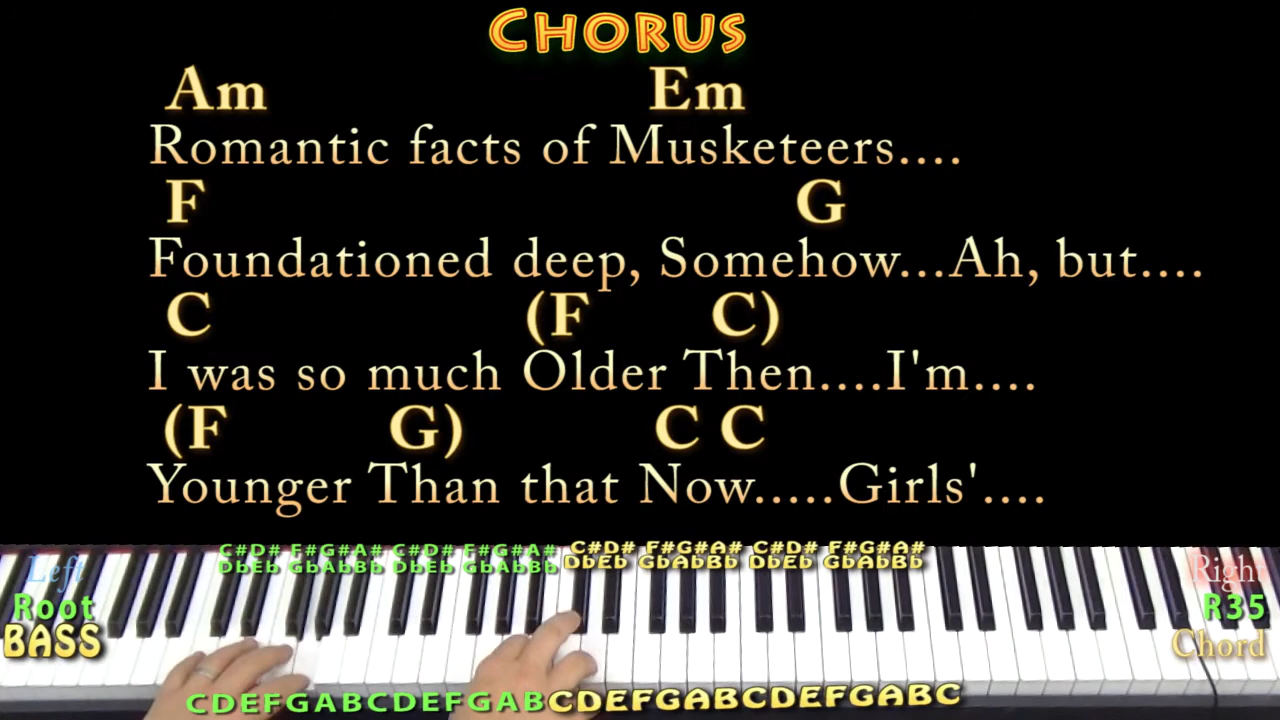 CHORUS
Am Em
Romantic facts of Musketeers....
F G
Foundationed deep, Somehow...Ah, but....
C (F C)
I was so much Older Then....I'm....
(F G) C C
Younger Than that Now.....Girls'....
C#D# F#G#A# C#D# F#G#A# C#D# F#G#A# C#D# F#G#A#
DbEb GbAbBb DbEb GbAbBb DbEb GbAbBb DbEb GbAbBb
Left
Root
BASS
Right
R35
Chord
CDEFGABCDEFGABCDEFGABCDEFGABC